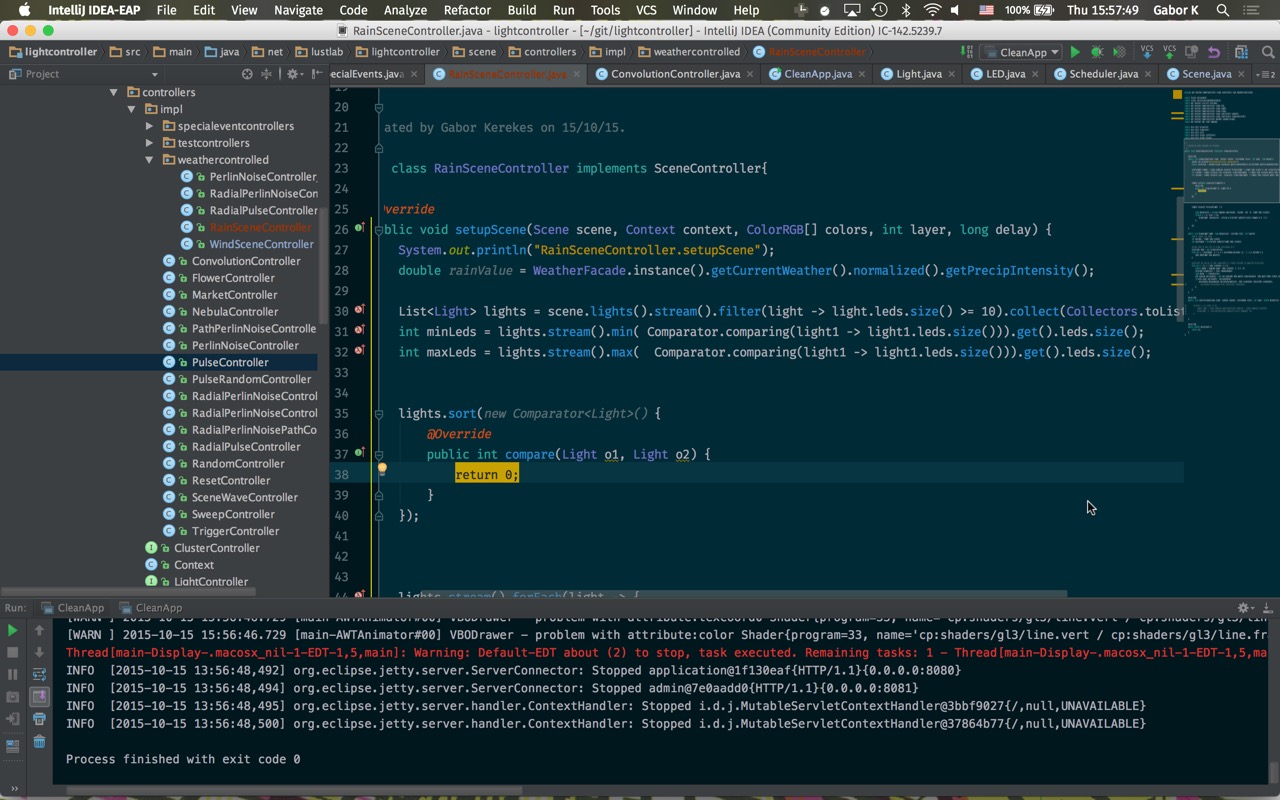 IntelliJ IDEA-EAP File Edit View Navigate Code Analyze Refactor Build Run Tools VCS Window Help 100% Thu 15:57:49 Gabor K
RainSceneController.java - lightcontroller - [~/git/lightcontroller] - IntelliJ IDEA (Community Edition) IC-142.5239.7
lightcontroller src main java net lustlab lightcontroller scene controllers impl weathercontrolled RainSceneController CleanApp VCS VCS
Project ecialEvents.java RainSceneController.java ConvolutionController.java CleanApp.java Light.java LED.java Scheduler.java Scene.java
controllers
impl
specialeventcontrollers
testcontrollers
weathercontrolled
PerlinNoiseController
RadialPerlinNoiseCon
RadialPulseController
RainSceneController
WindSceneController
ConvolutionController
FlowerController
MarketController
NebulaController
PathPerlinNoiseControlle
PerlinNoiseController
PulseController
PulseRandomController
RadialPerlinNoiseControl
RadialPerlinNoiseControl
RadialPerlinNoisePathCo
RadialPulseController
RandomController
ResetController
SceneWaveController
SweepController
TriggerController
ClusterController
Context
LightController
20
21 ated by Gabor Kerekes on 15/10/15.
22
23 class RainSceneController implements SceneController{
24
25 verride
26 blic void setupScene(Scene scene, Context context, ColorRGB[] colors, int layer, long delay) {
27 System.out.println("RainSceneController.setupScene");
28 double rainValue = WeatherFacade.instance().getCurrentWeather().normalized().getPrecipIntensity();
29
30 List<Light> lights = scene.lights().stream().filter(light -> light.leds.size() >= 10).collect(Collectors.toList
31 int minLeds = lights.stream().min( Comparator.comparing(light1 -> light1.leds.size())).get().leds.size();
32 int maxLeds = lights.stream().max(  Comparator.comparing(light1 -> light1.leds.size())).get().leds.size();
33
34
35 lights.sort(new Comparator<Light>() {
36 @Override
37 public int compare(Light o1, Light o2) {
38 return 0;
39 }
40 });
41
42
43
44 lights.stream().forEach(light -> {
Run: CleanApp CleanApp
[WARN ] 2015-10-15 15:56:46.729 [main-AWTAnimator#00] VBODrawer - problem with attribute:color Shader{program=33, name='cp:shaders/gl3/line.vert / cp:shaders/gl3/line.fra
Thread[main-Display-.macosx_nil-1-EDT-1,5,main]: Warning: Default-EDT about (2) to stop, task executed. Remaining tasks: 1 - Thread[main-Display-.macosx_nil-1-EDT-1,5,ma
INFO [2015-10-15 13:56:48,492] org.eclipse.jetty.server.ServerConnector: Stopped application@1f130eaf{HTTP/1.1}{0.0.0.0:8080}
INFO [2015-10-15 13:56:48,494] org.eclipse.jetty.server.ServerConnector: Stopped admin@7e0aadd0{HTTP/1.1}{0.0.0.0:8081}
INFO [2015-10-15 13:56:48,495] org.eclipse.jetty.server.handler.ContextHandler: Stopped i.d.j.MutableServletContextHandler@3bbf9027{/,null,UNAVAILABLE}
INFO [2015-10-15 13:56:48,500] org.eclipse.jetty.server.handler.ContextHandler: Stopped i.d.j.MutableServletContextHandler@37864b77{/,null,UNAVAILABLE}
Process finished with exit code 0